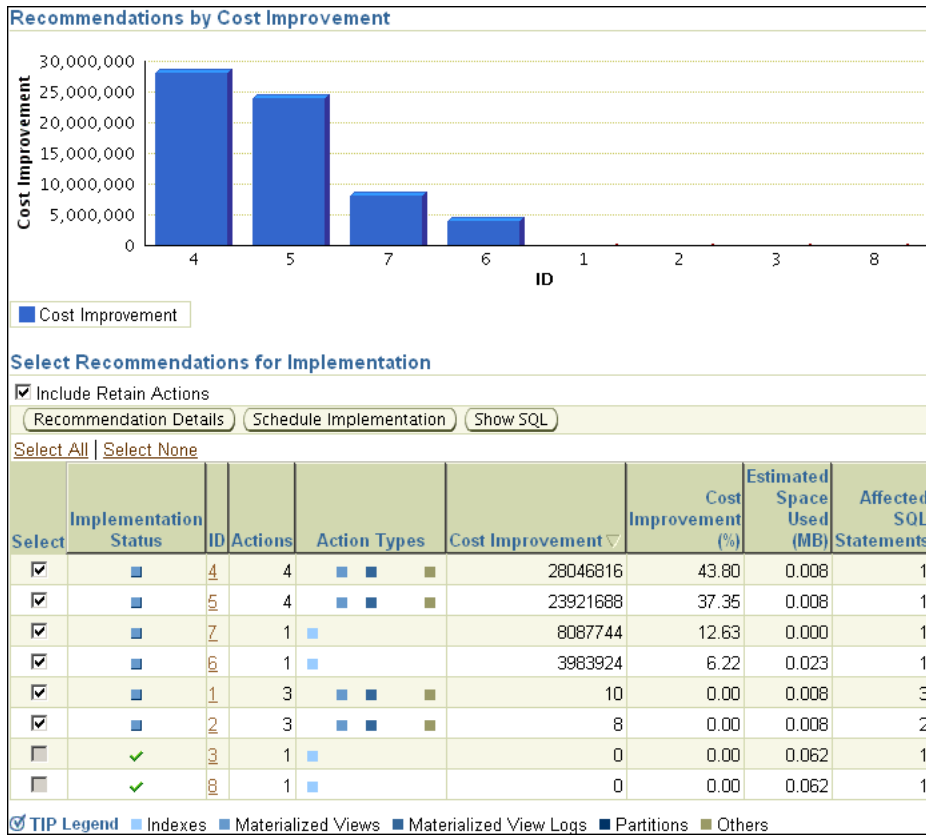 Recommendations by Cost Improvement
Cost Improvement
30,000,000
25,000,000
20,000,000
15,000,000
10,000,000
5,000,000
0
4 5 7 6 1 2 3 8
ID
Cost Improvement
Select Recommendations for Implementation
Include Retain Actions
Recommendation Details Schedule Implementation Show SQL
Select All | Select None
Select Implementation Status ID Actions Action Types Cost Improvement Cost Improvement (%) Estimated Space Used (MB) Affected SQL Statements
4 4 28046816 43.80 0.008 1
5 4 23921688 37.35 0.008 1
7 1 8087744 12.63 0.000 1
6 1 3983924 6.22 0.023 1
1 3 10 0.00 0.008 3
2 3 8 0.00 0.008 2
3 1 0 0.00 0.062 1
8 1 0 0.00 0.062 1
TIP Legend Indexes Materialized Views Materialized View Logs Partitions Others